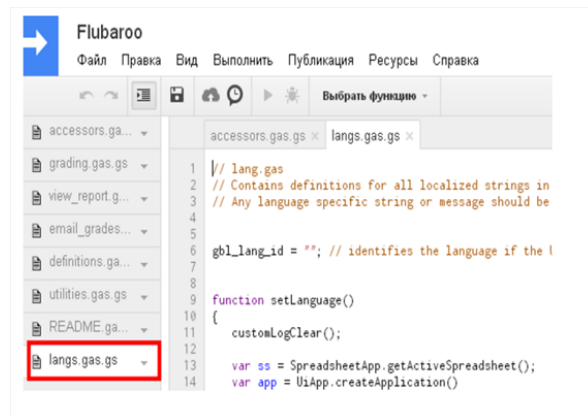 Flubaroo
Файл Правка Вид Выполнить Публикация Ресурсы Справка
Выбрать функцию
accessors.ga...
grading.gas.gs
view_report.g...
email_grades...
definitions.ga...
utilities.gas.gs
README.ga...
langs.gas.gs
accessors.gas.gs × langs.gas.gs ×
1 // lang.gas
2 // Contains definitions for all localized strings in
3 // Any language specific string or message should be
4
5
6 gbl_lang_id = ""; // identifies the language if the
7
8
9 function setLanguage()
10 {
11 customLogClear();
12
13 var ss = SpreadsheetApp.getActiveSpreadsheet();
14 var app = UiApp.createApplication()